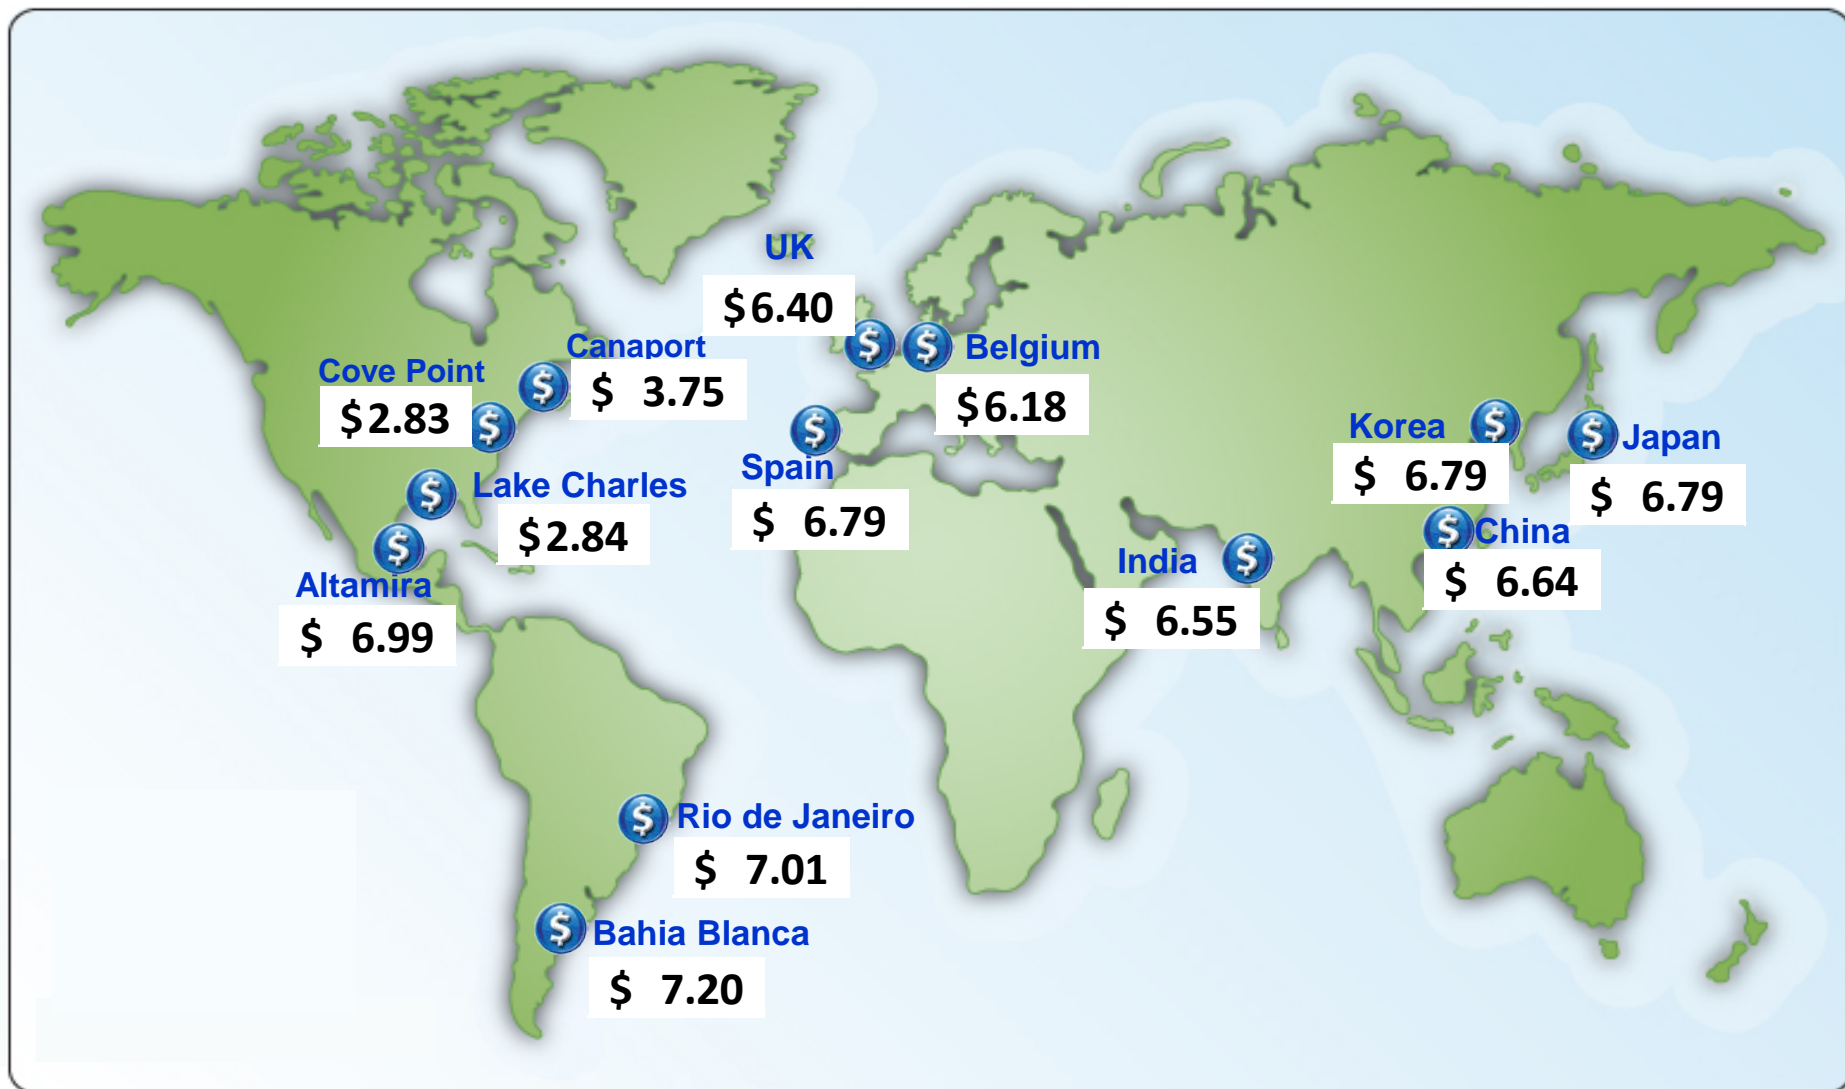 UK
$6.40
Canaport
$ 3.75
Cove Point
$2.83
Belgium
$6.18
Lake Charles
$2.84
Spain
$ 6.79
Altamira
$ 6.99
Korea
$ 6.79
Japan
$ 6.79
China
$ 6.64
India
$ 6.55
Rio de Janeiro
$ 7.01
Bahia Blanca
$ 7.20